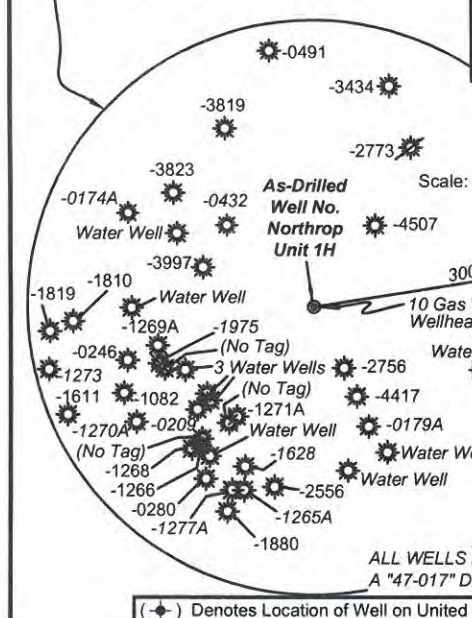 -0491
-3434
-3819
-2773
-3823
As-Drilled
Well No.
Northrop
Unit 1H
Scale:
-0174A
-0432
Water Well
-4507
-3997
300
-1810
Water Well
10 Gas
Wellhea
-1819
-1269A
-1975
(No Tag)
Wate
-0246
3 Water Wells
-2756
-1273
(No Tag)
-1611
-1082
-4417
-1271A
-1270A
-0209
-0179A
(No Tag)
Water Well
-1268
-1628
Water We
-1266
Water Well
-0280
-2556
-1277A
-1265A
-1880
ALL WELLS
A "47-017" D
(-●-) Denotes Location of Well on United